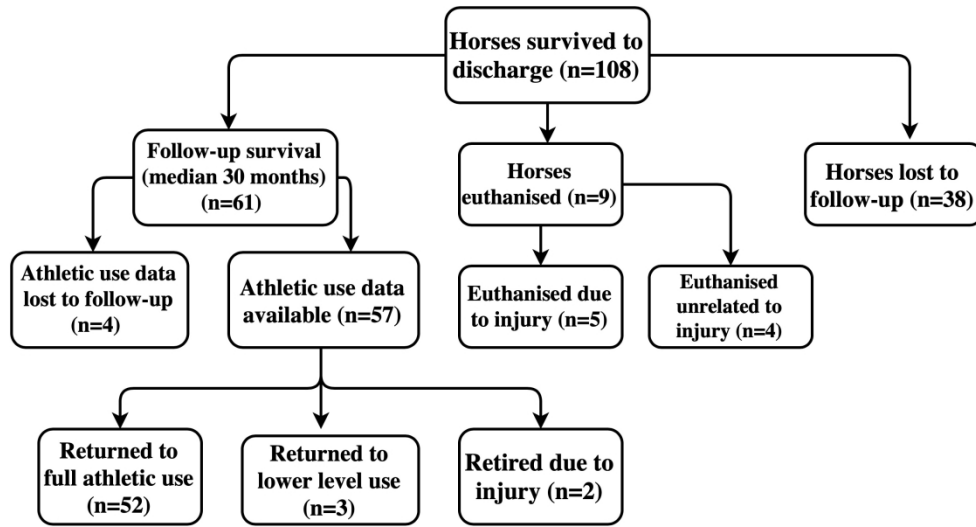 Horses survived to
discharge (n=108)
Follow-up survival
(median 30 months)
(n=61)
Horses
euthanised (n=9)
Horses lost to
follow-up (n=38)
Athletic use data
lost to follow-up
(n=4)
Athletic use data
available (n=57)
Euthanised due
to injury (n=5)
Euthanised
unrelated to
injury (n=4)
Returned to
full athletic use
(n=52)
Returned to
lower level use
(n=3)
Retired due to
injury (n=2)